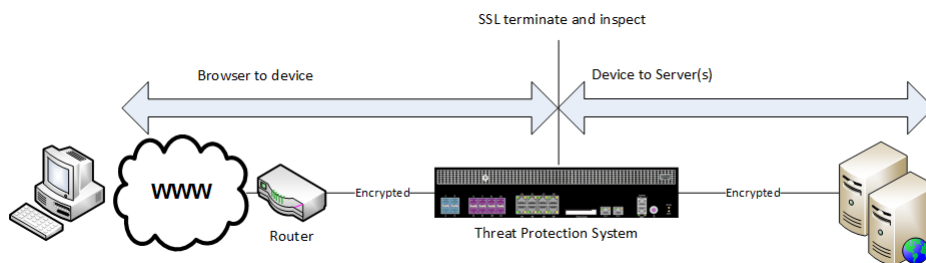 SSL terminate and inspect
Browser to device
Device to Server(s)
WWW
Encrypted
Encrypted
Router
Threat Protection System